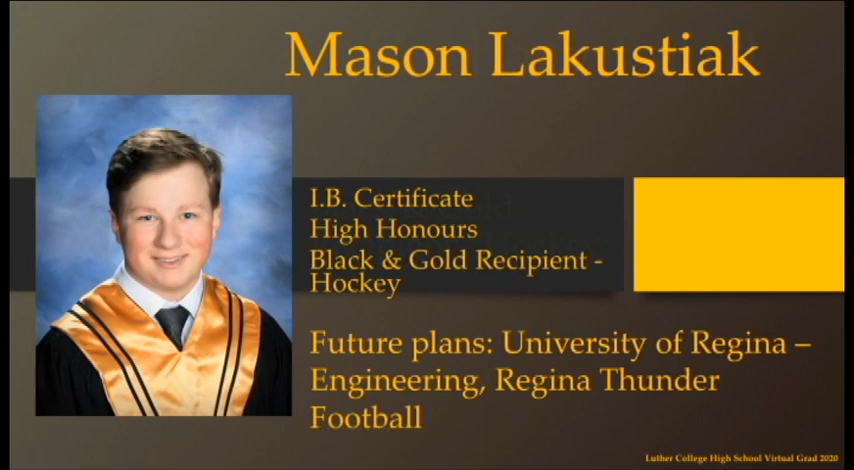 Mason Lakustiak
I.B. Certificate
High Honours
Black & Gold Recipient -
Hockey
Future plans: University of Regina –
Engineering, Regina Thunder
Football
Luther College High School Virtual Grad 2020